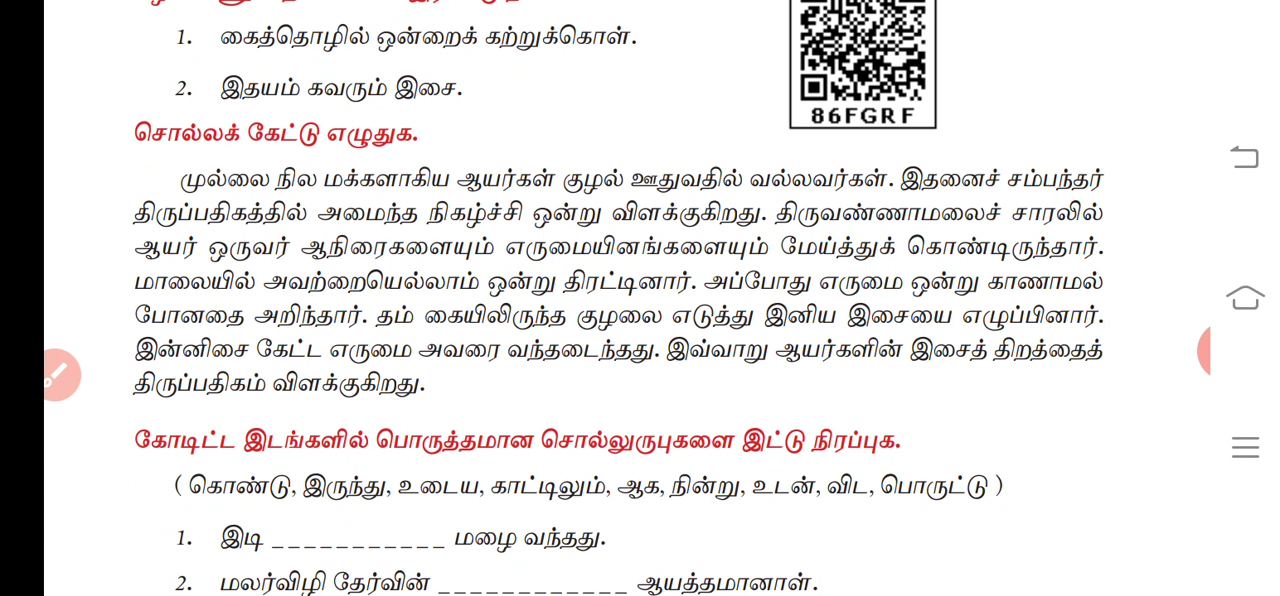 1. கைத்தொழில் ஒன்றைக் கற்றுக்கொள்.
2. இதயம் கவரும் இசை.
86FGRF
சொல்லக் கேட்டு எழுதுக.
முல்லை நில மக்களாகிய ஆயர்கள் குழல் ஊதுவதில் வல்லவர்கள். இதனைச் சம்பந்தர்
திருப்பதிகத்தில் அமைந்த நிகழ்ச்சி ஒன்று விளக்குகிறது. திருவண்ணாமலைச் சாரலில்
ஆயர் ஒருவர் ஆநிரைகளையும் எருமையினங்களையும் மேய்த்துக் கொண்டிருந்தார்.
மாலையில் அவற்றையெல்லாம் ஒன்று திரட்டினார். அப்போது எருமை ஒன்று காணாமல்
போனதை அறிந்தார். தம் கையிலிருந்த குழலை எடுத்து இனிய இசையை எழுப்பினார்.
இன்னிசை கேட்ட எருமை அவரை வந்தடைந்தது. இவ்வாறு ஆயர்களின் இசைத் திறத்தைத்
திருப்பதிகம் விளக்குகிறது.
கோடிட்ட இடங்களில் பொருத்தமான சொல்லுருபுகளை இட்டு நிரப்புக.
( கொண்டு, இருந்து, உடைய, காட்டிலும், ஆக, நின்று, உடன், விட, பொருட்டு )
1. இடி ___________ மழை வந்தது.
2. மலர்விழி தேர்வின் ____________ ஆயத்தமானாள்.